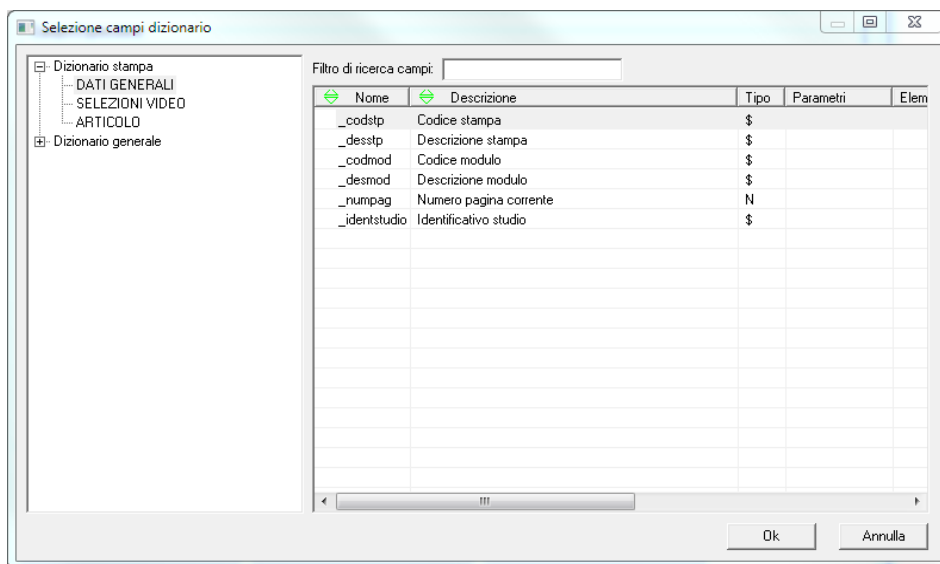 Selezione campi dizionario
Dizionario stampa
DATI GENERALI
SELEZIONI VIDEO
ARTICOLO
Dizionario generale
Filtro di ricerca campi:
Nome Descrizione Tipo Parametri Elem
_codstp Codice stampa $
_desstp Descrizione stampa $
_codmod Codice modulo $
_desmod Descrizione modulo $
_numpag Numero pagina corrente N
_identstudio Identificativo studio $
Ok Annulla